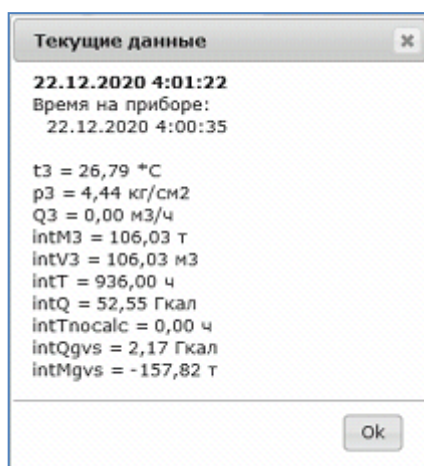 Текущие данные
22.12.2020 4:01:22
Время на приборе:
22.12.2020 4:00:35
t3 = 26,79 *C
p3 = 4,44 кг/см2
Q3 = 0,00 м3/ч
intM3 = 106,03 т
intV3 = 106,03 м3
intT = 936,00 ч
intQ = 52,55 Гкал
intTnocalc = 0,00 ч
intQgvs = 2,17 Гкал
intMgvs = -157,82 т
Ok